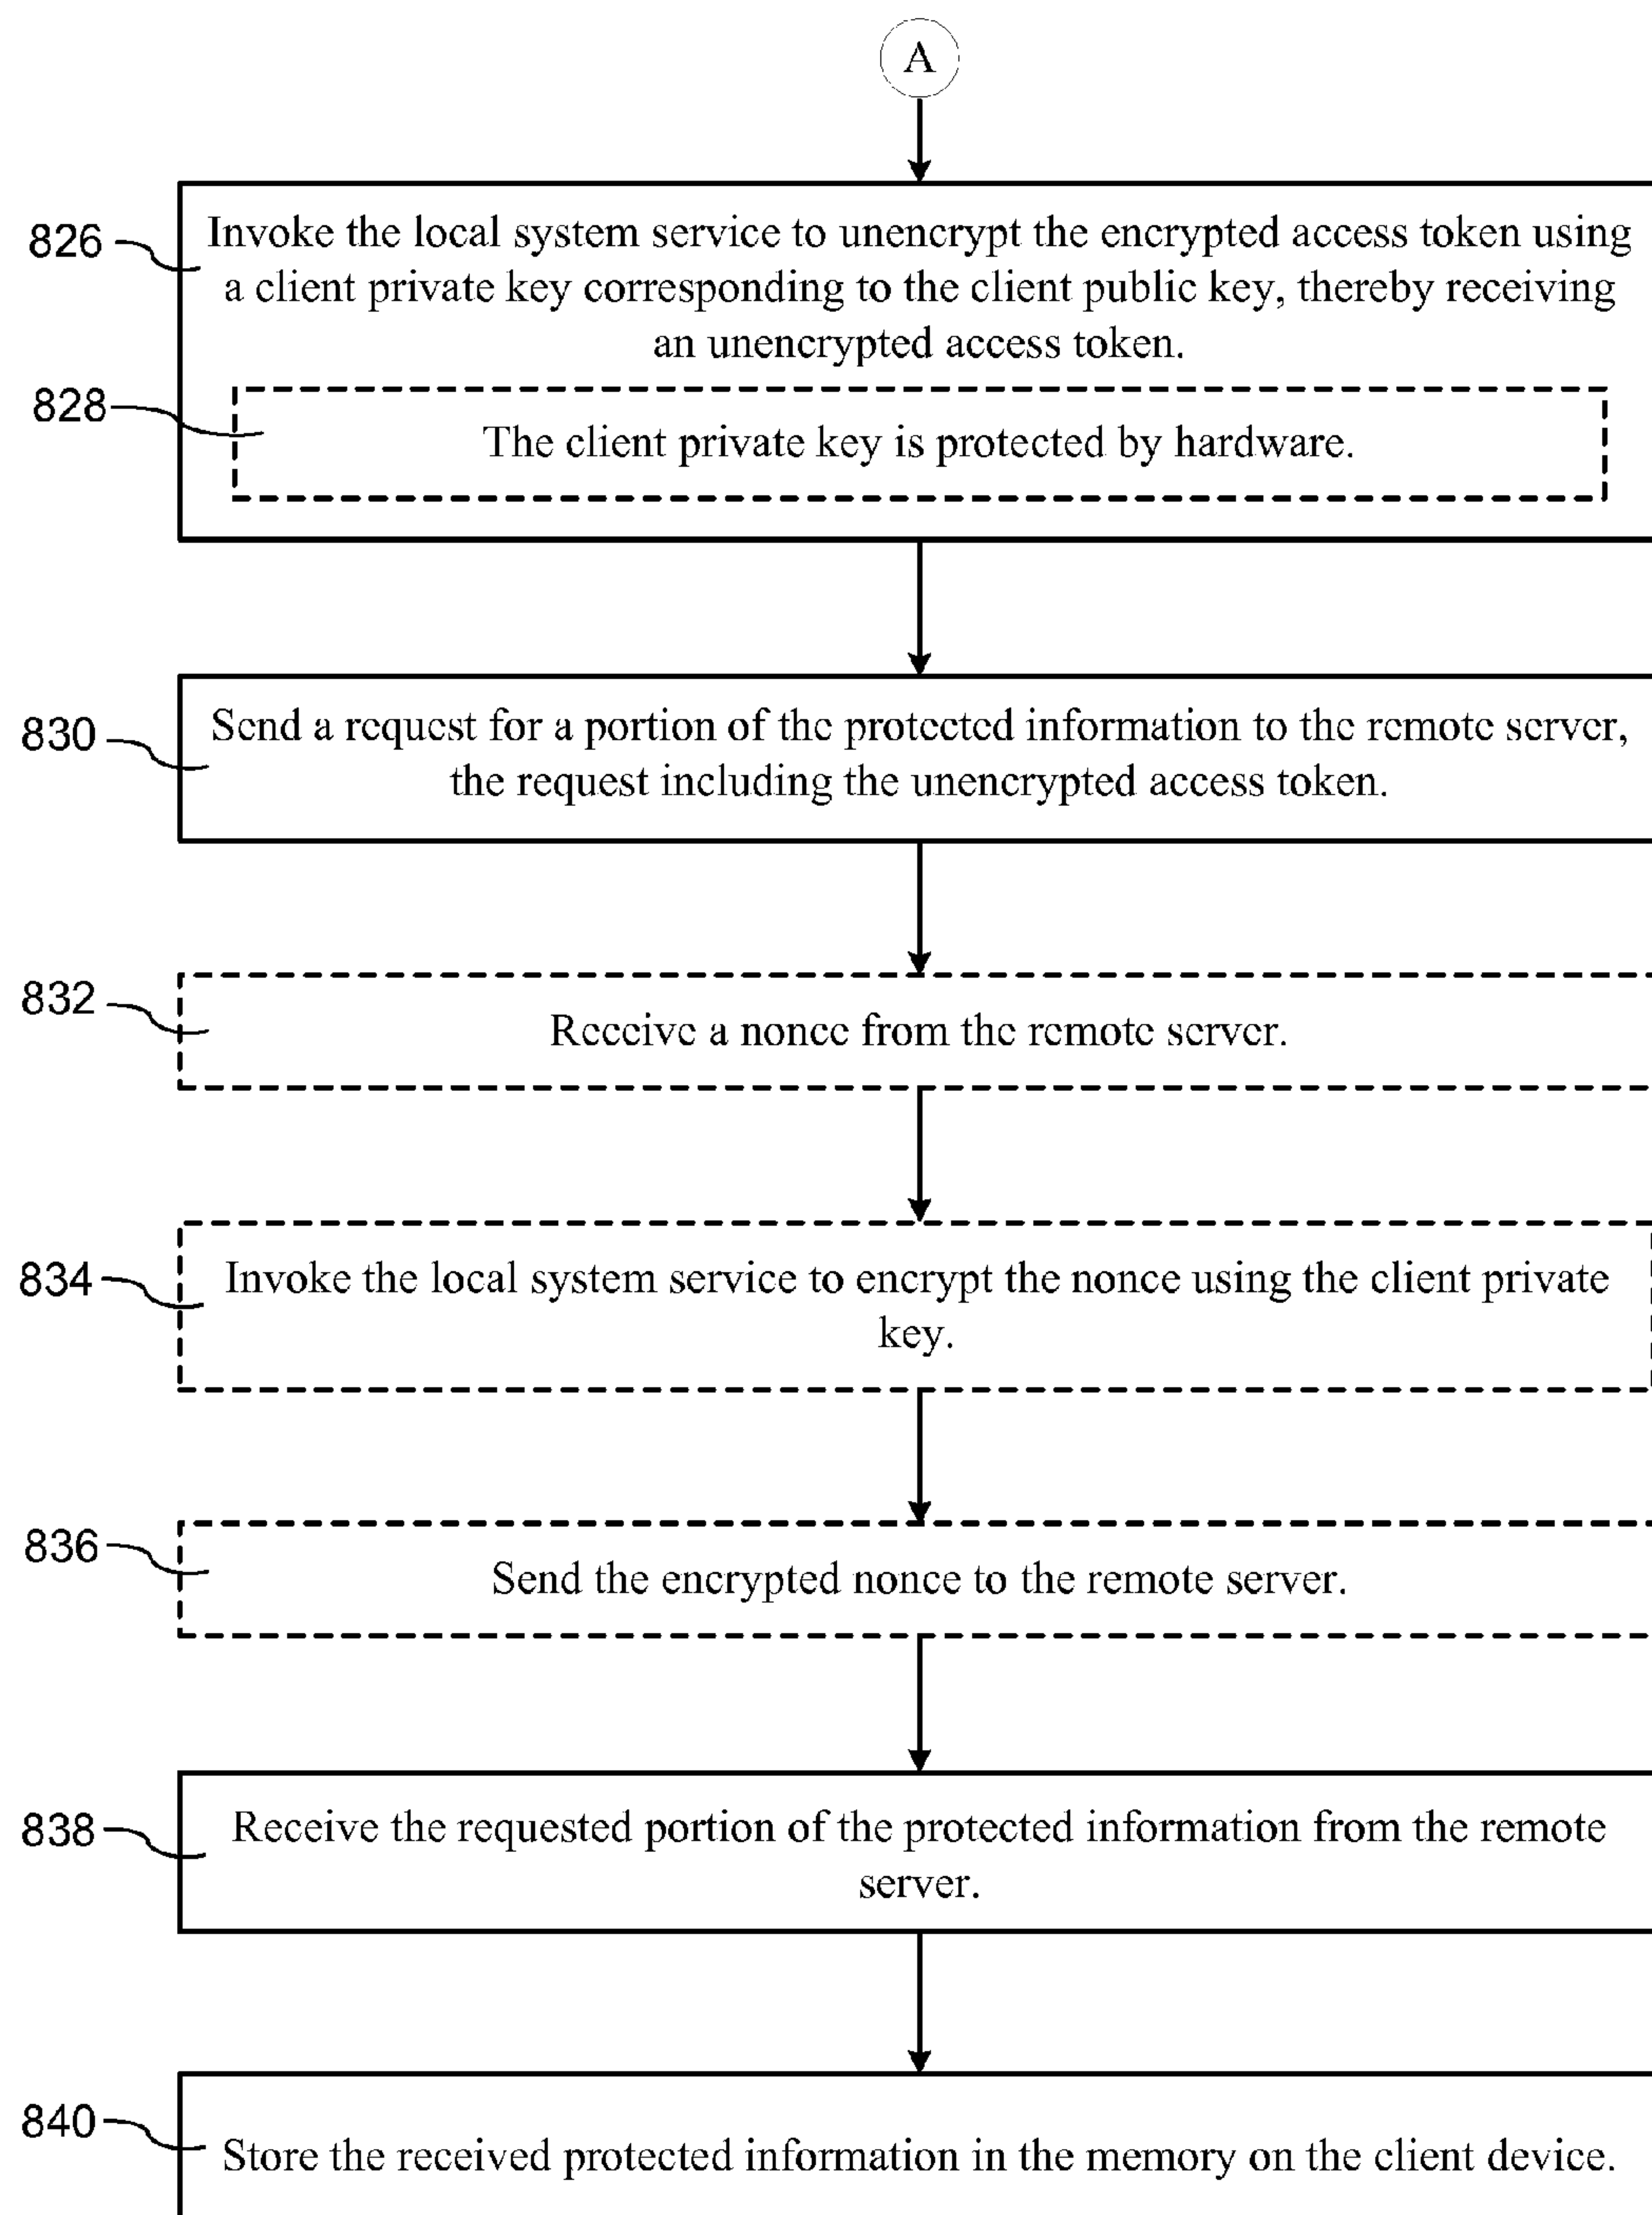 A
826
Invoke the local system service to unencrypt the encrypted access token using
a client private key corresponding to the client public key, thereby receiving
an unencrypted access token.
828
The client private key is protected by hardware.
830
Send a request for a portion of the protected information to the remote server,
the request including the unencrypted access token.
832
Receive a nonce from the remote server.
834
Invoke the local system service to encrypt the nonce using the client private
key.
836
Send the encrypted nonce to the remote server.
838
Receive the requested portion of the protected information from the remote
server.
840
Store the received protected information in the memory on the client device.